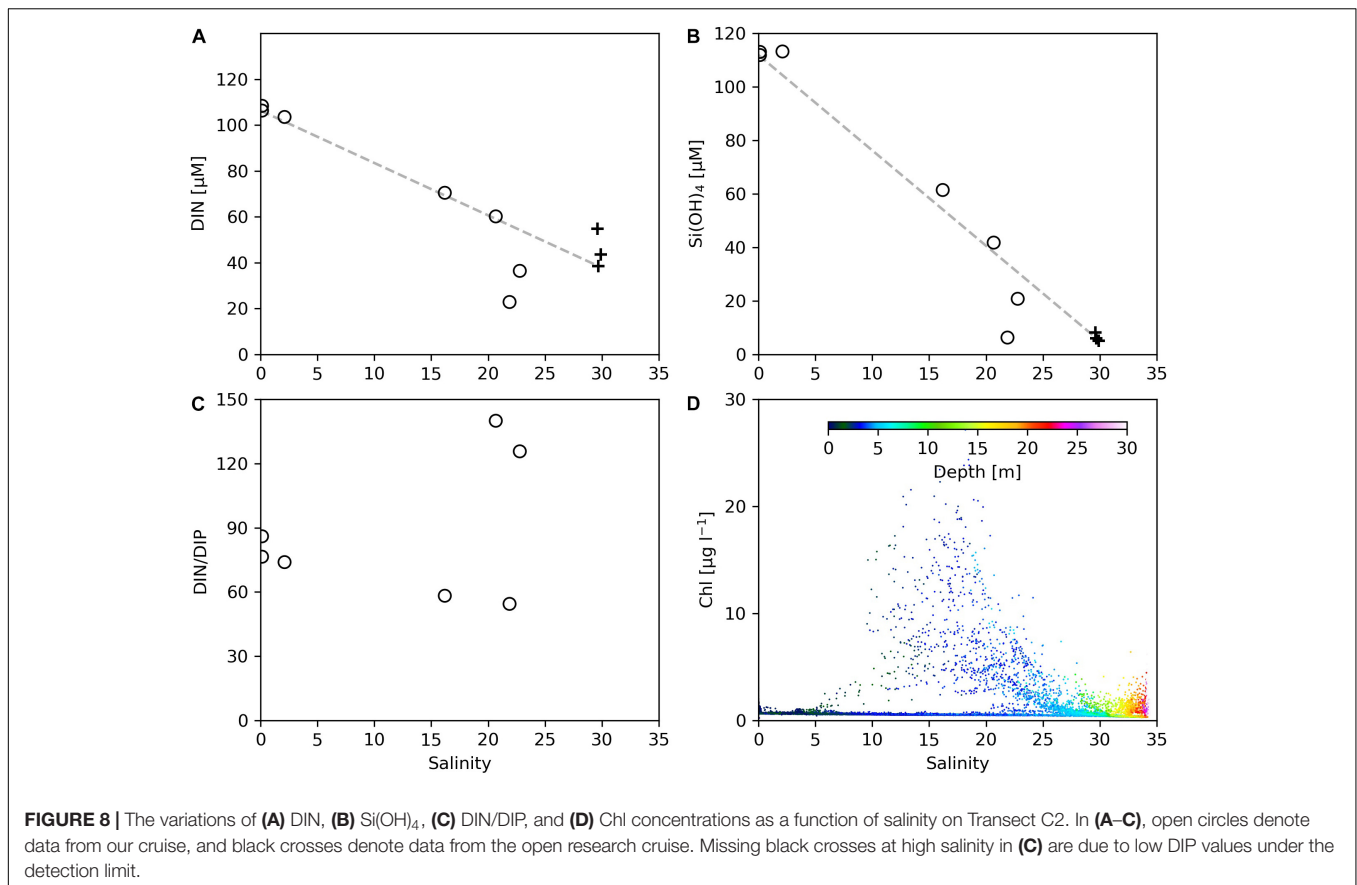 A
DIN [µM]
120
100
80
60
40
20
0
0 5 10 15 20 25 30 35
B
Si(OH)₄ [µM]
120
100
80
60
40
20
0
0 5 10 15 20 25 30 35
C
DIN/DIP
150
120
90
60
30
0
0 5 10 15 20 25 30 35
Salinity
D
Chl [µg l⁻¹]
30
20
10
0
0 5 10 15 20 25 30
Depth [m]
0 5 10 15 20 25 30 35
Salinity
FIGURE 8 | The variations of (A) DIN, (B) Si(OH)₄, (C) DIN/DIP, and (D) Chl concentrations as a function of salinity on Transect C2. In (A–C), open circles denote
data from our cruise, and black crosses denote data from the open research cruise. Missing black crosses at high salinity in (C) are due to low DIP values under the
detection limit.